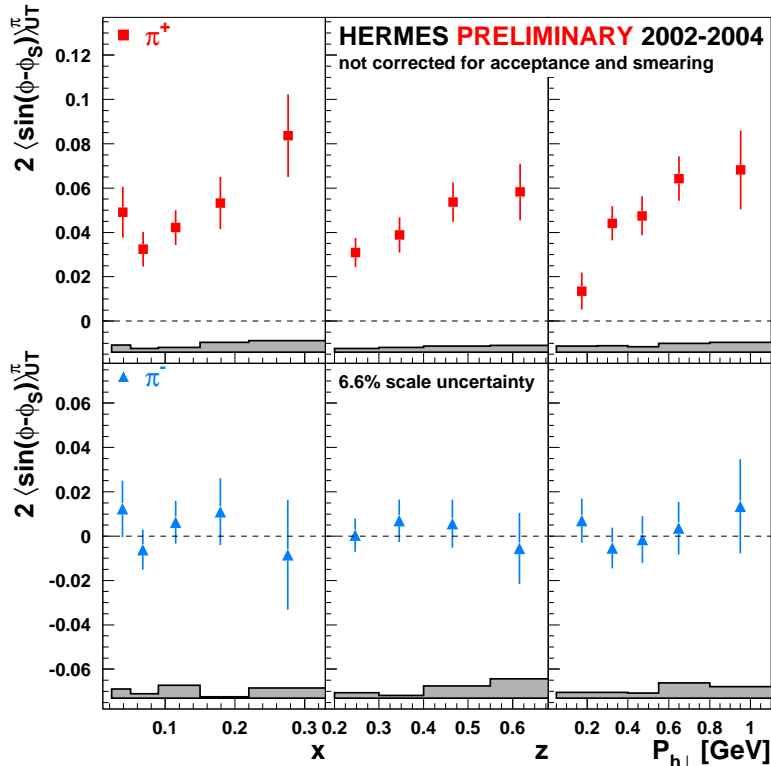 2 ⟨sin(ϕ-ϕS)⟩πUT
π+
HERMES PRELIMINARY 2002-2004
not corrected for acceptance and smearing
0.12
0.1
0.08
0.06
0.04
0.02
0
2 ⟨sin(ϕ-ϕS)⟩πUT
π-
6.6% scale uncertainty
0.06
0.04
0.02
0
-0.02
-0.04
-0.06
0.1 0.2 0.3
0.2 0.3 0.4 0.5 0.6
0.2 0.4 0.6 0.8 1
x
z
Ph⊥ [GeV]